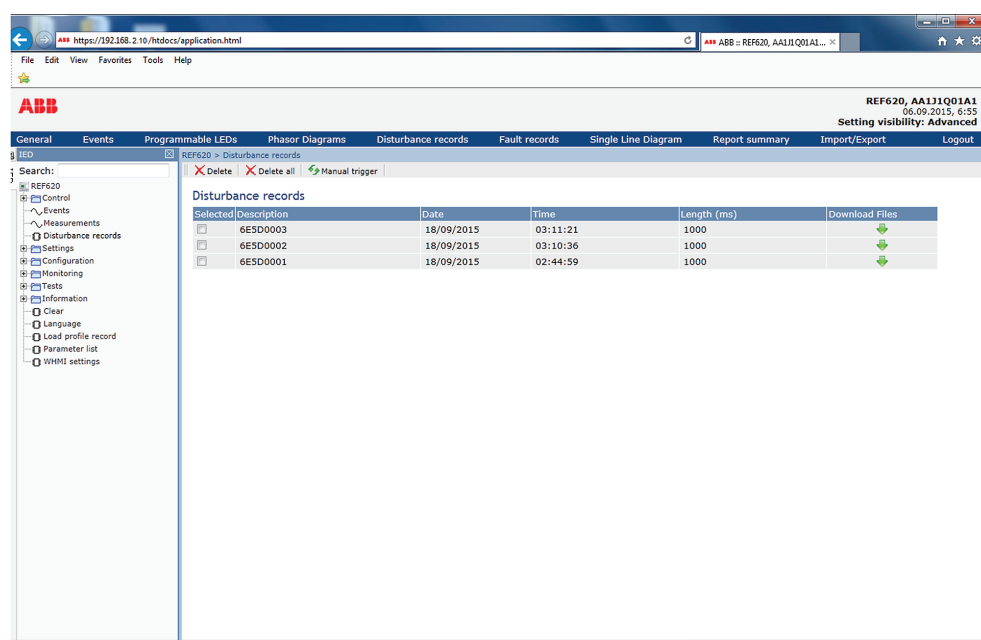 https://192.168.2.10/htdocs/application.html
ABB :: REF620, AA1J1Q01A1...
File Edit View Favorites Tools Help
ABB
REF620, AA1J1Q01A1
06.09.2015, 6:55
Setting visibility: Advanced
General Events Programmable LEDs Phasor Diagrams Disturbance records Fault records Single Line Diagram Report summary Import/Export Logout
IED
REF620 > Disturbance records
Search:
Delete Delete all Manual trigger
REF620
Control
Events
Measurements
Disturbance records
Settings
Configuration
Monitoring
Tests
Information
Clear
Language
Load profile record
Parameter list
WHMI settings
Disturbance records
Selected Description Date Time Length (ms) Download Files
6E5D0003 18/09/2015 03:11:21 1000
6E5D0002 18/09/2015 03:10:36 1000
6E5D0001 18/09/2015 02:44:59 1000